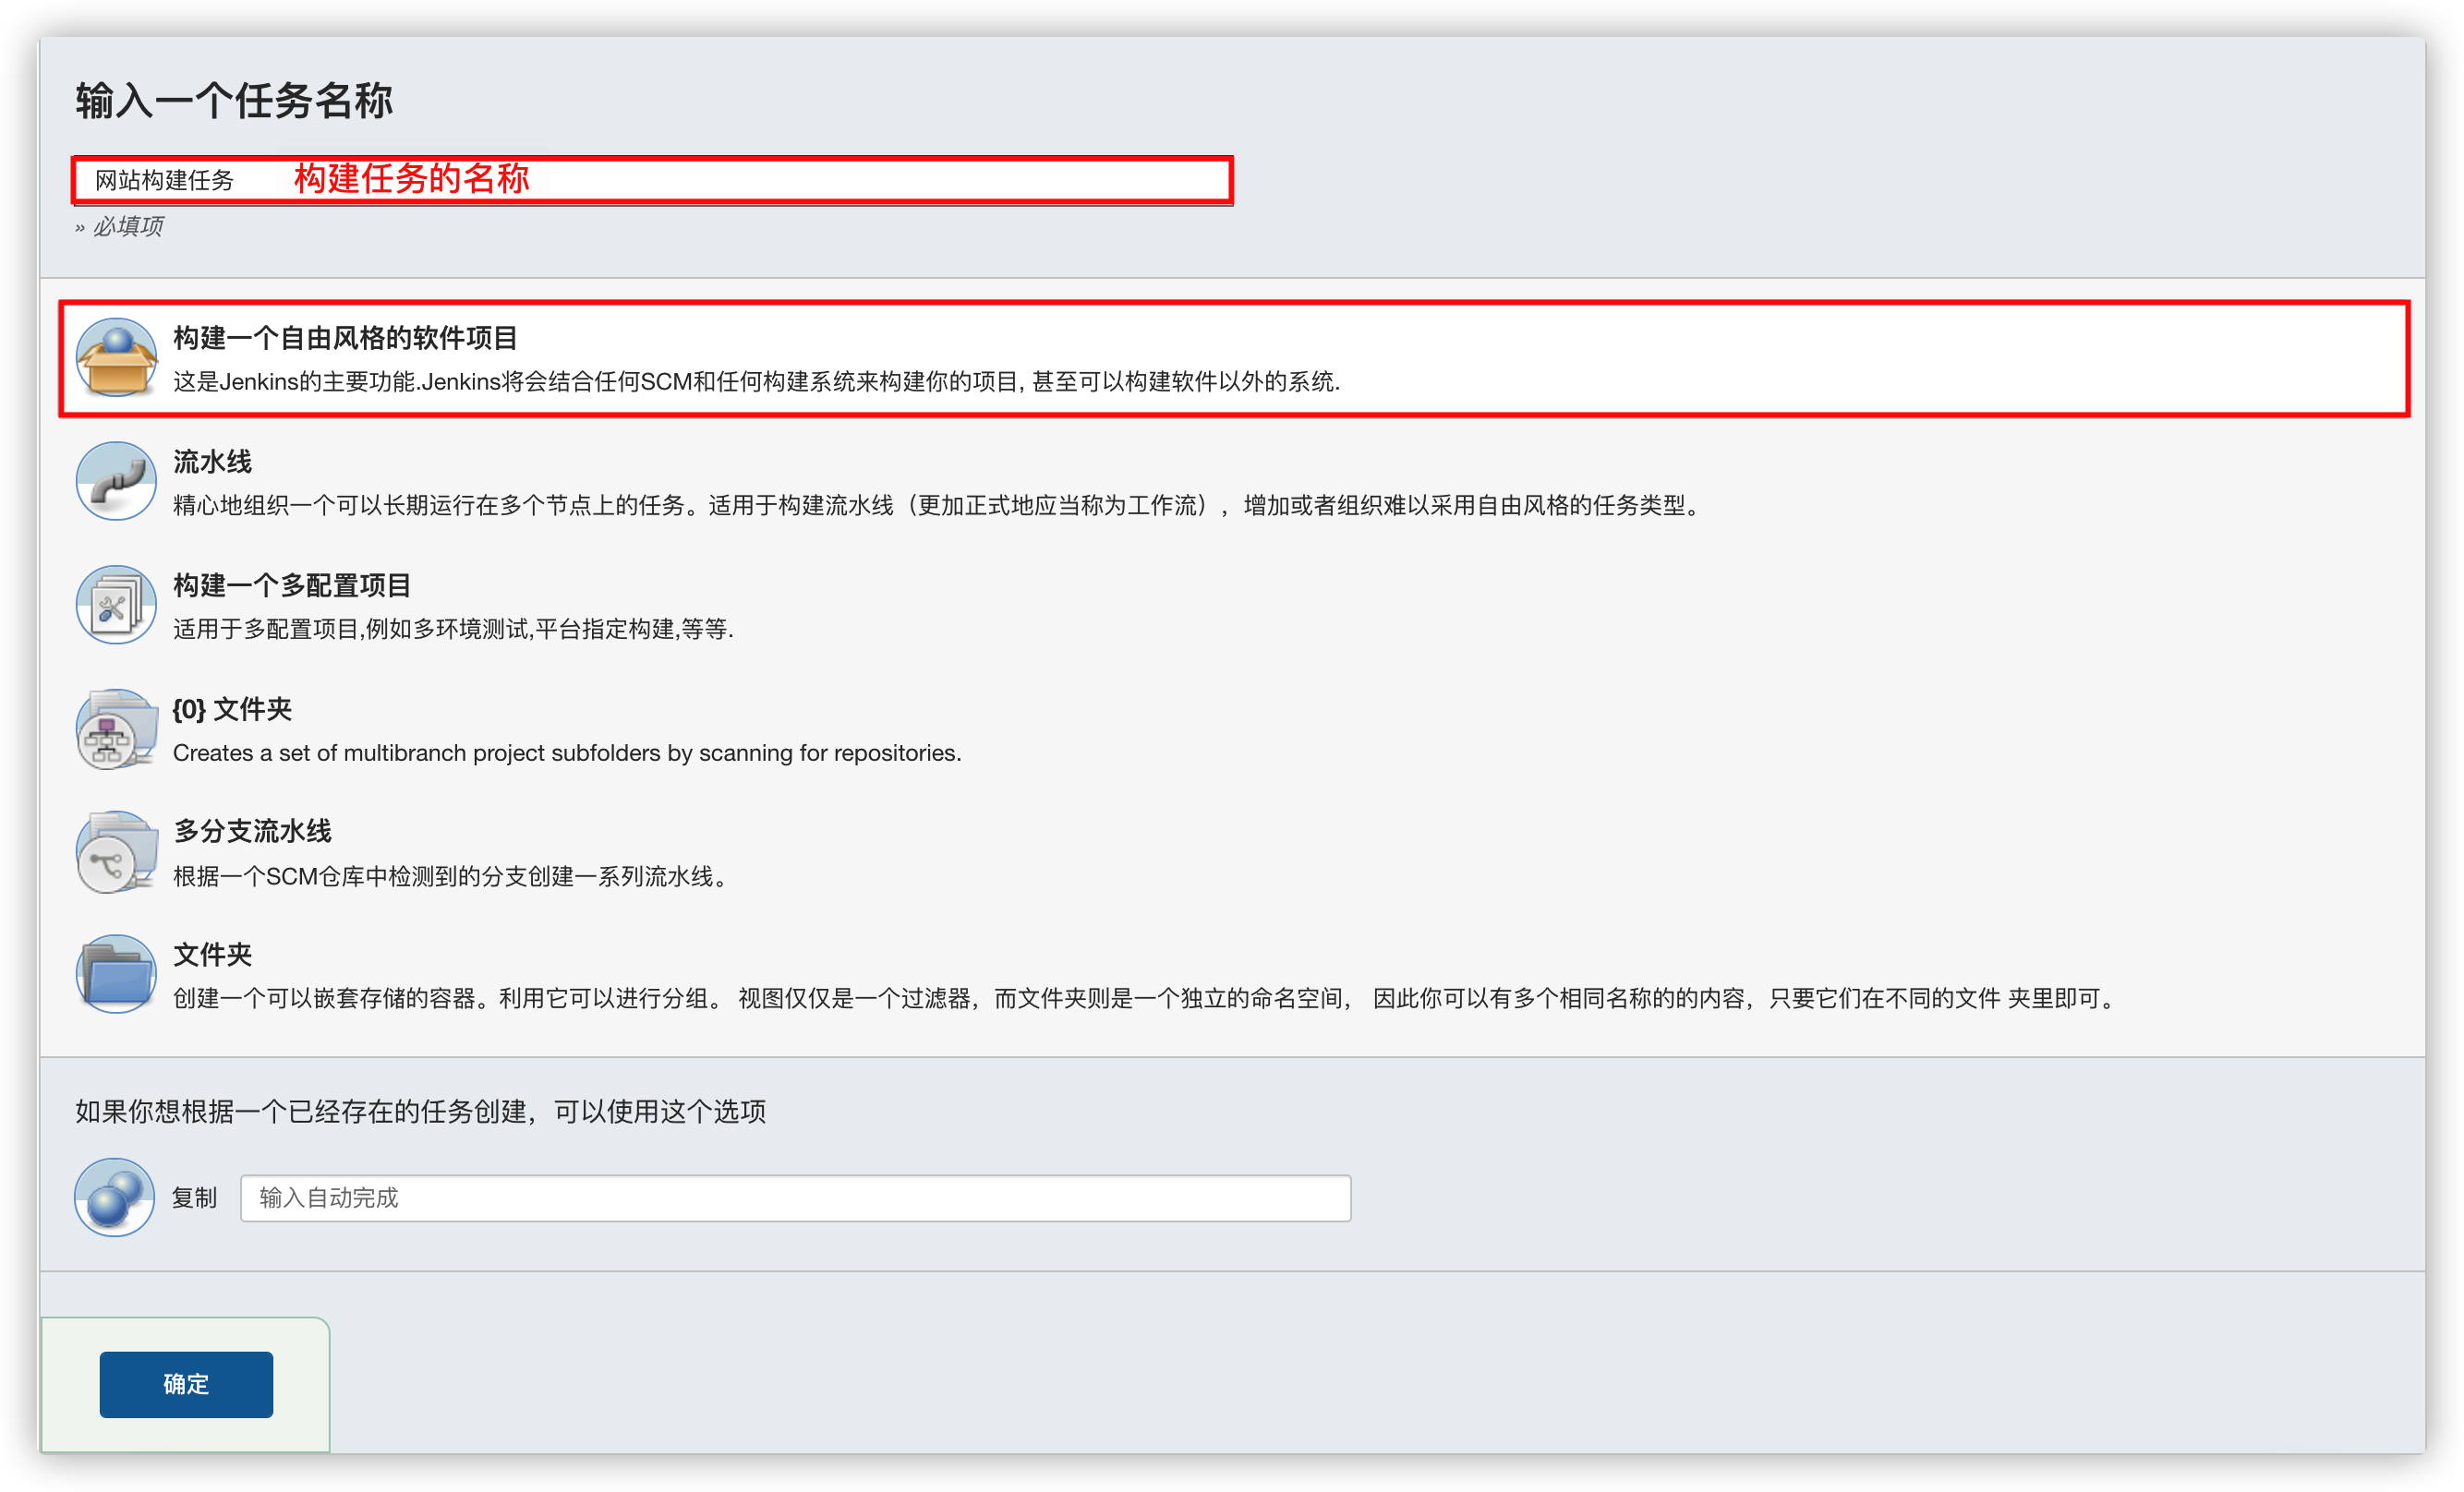 输入一个任务名称
网站构建任务 构建任务的名称
» 必填项
构建一个自由风格的软件项目
这是Jenkins的主要功能.Jenkins将会结合任何SCM和任何构建系统来构建你的项目, 甚至可以构建软件以外的系统.
流水线
精心地组织一个可以长期运行在多个节点上的任务。适用于构建流水线（更加正式地应当称为工作流），增加或者组织难以采用自由风格的任务类型。
构建一个多配置项目
适用于多配置项目,例如多环境测试,平台指定构建,等等.
{0} 文件夹
Creates a set of multibranch project subfolders by scanning for repositories.
多分支流水线
根据一个SCM仓库中检测到的分支创建一系列流水线。
文件夹
创建一个可以嵌套存储的容器。利用它可以进行分组。 视图仅仅是一个过滤器，而文件夹则是一个独立的命名空间， 因此你可以有多个相同名称的的内容，只要它们在不同的文件 夹里即可。
如果你想根据一个已经存在的任务创建，可以使用这个选项
复制 输入自动完成
确定